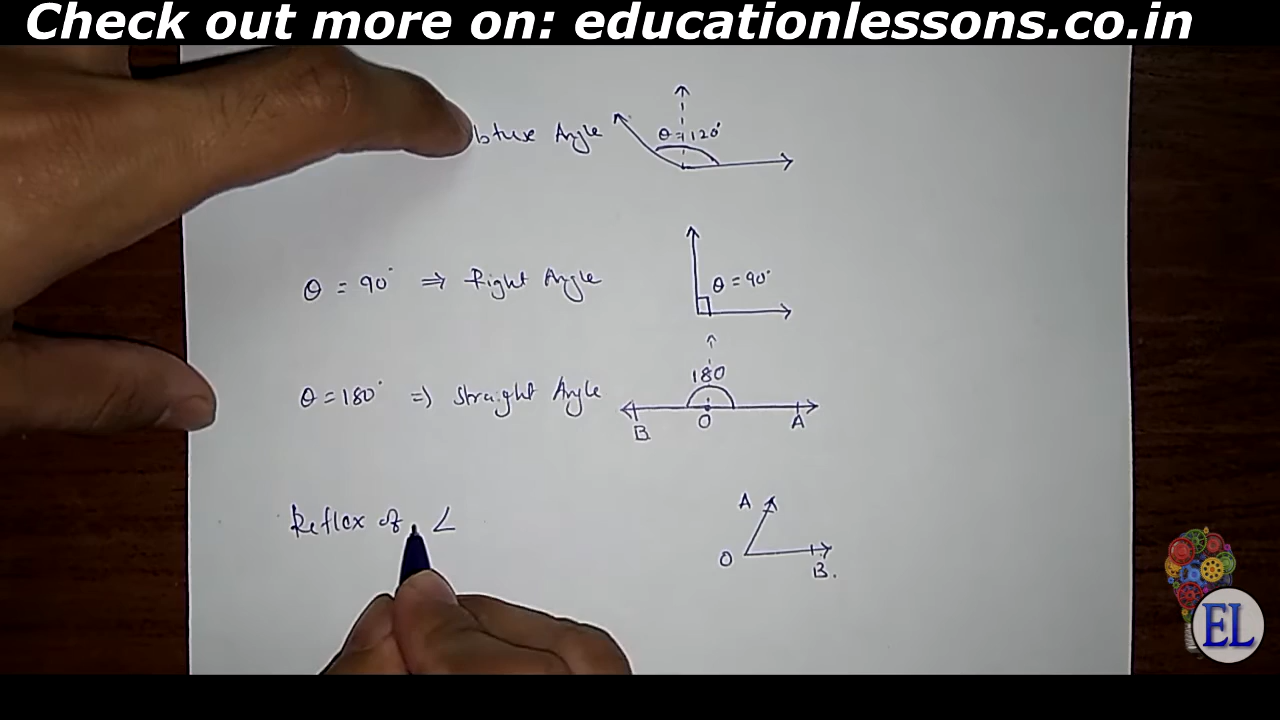 Check out more on: educationlessons.co.in
btuse Angle θ = 120°
θ = 90° ⇒ Right Angle θ = 90°
θ = 180° ⇒ Straight Angle 180
B O A
Reflex of ∠
A
O B.
EL